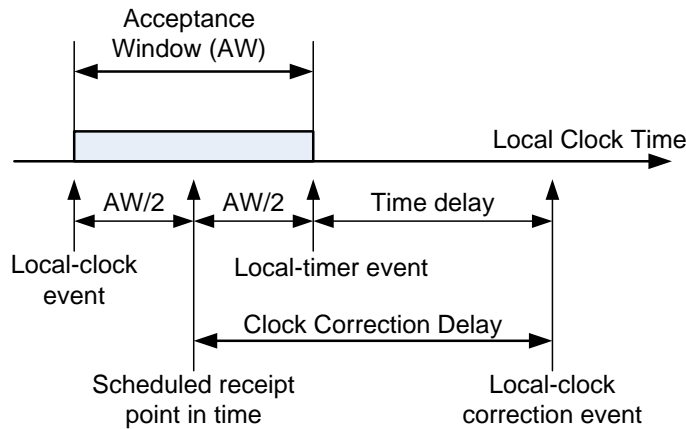 Acceptance
Window (AW)
Local Clock Time
AW/2
AW/2
Time delay
Local-clock
event
Local-timer event
Clock Correction Delay
Scheduled receipt
point in time
Local-clock
correction event